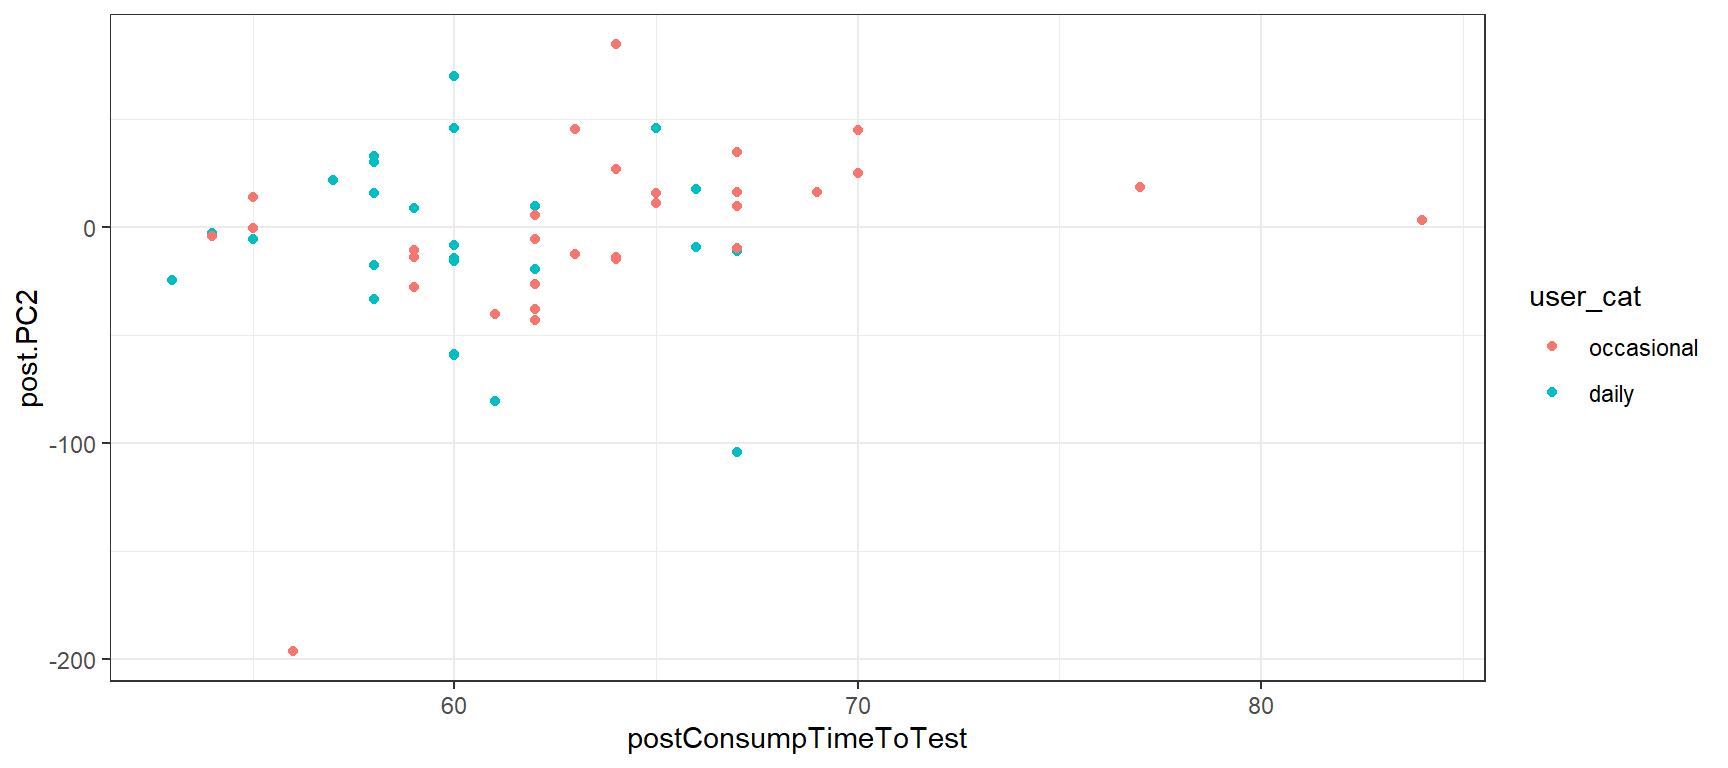 0
-100
-200
60 70 80
postConsumpTimeToTest
post.PC2
user_cat
occasional
daily